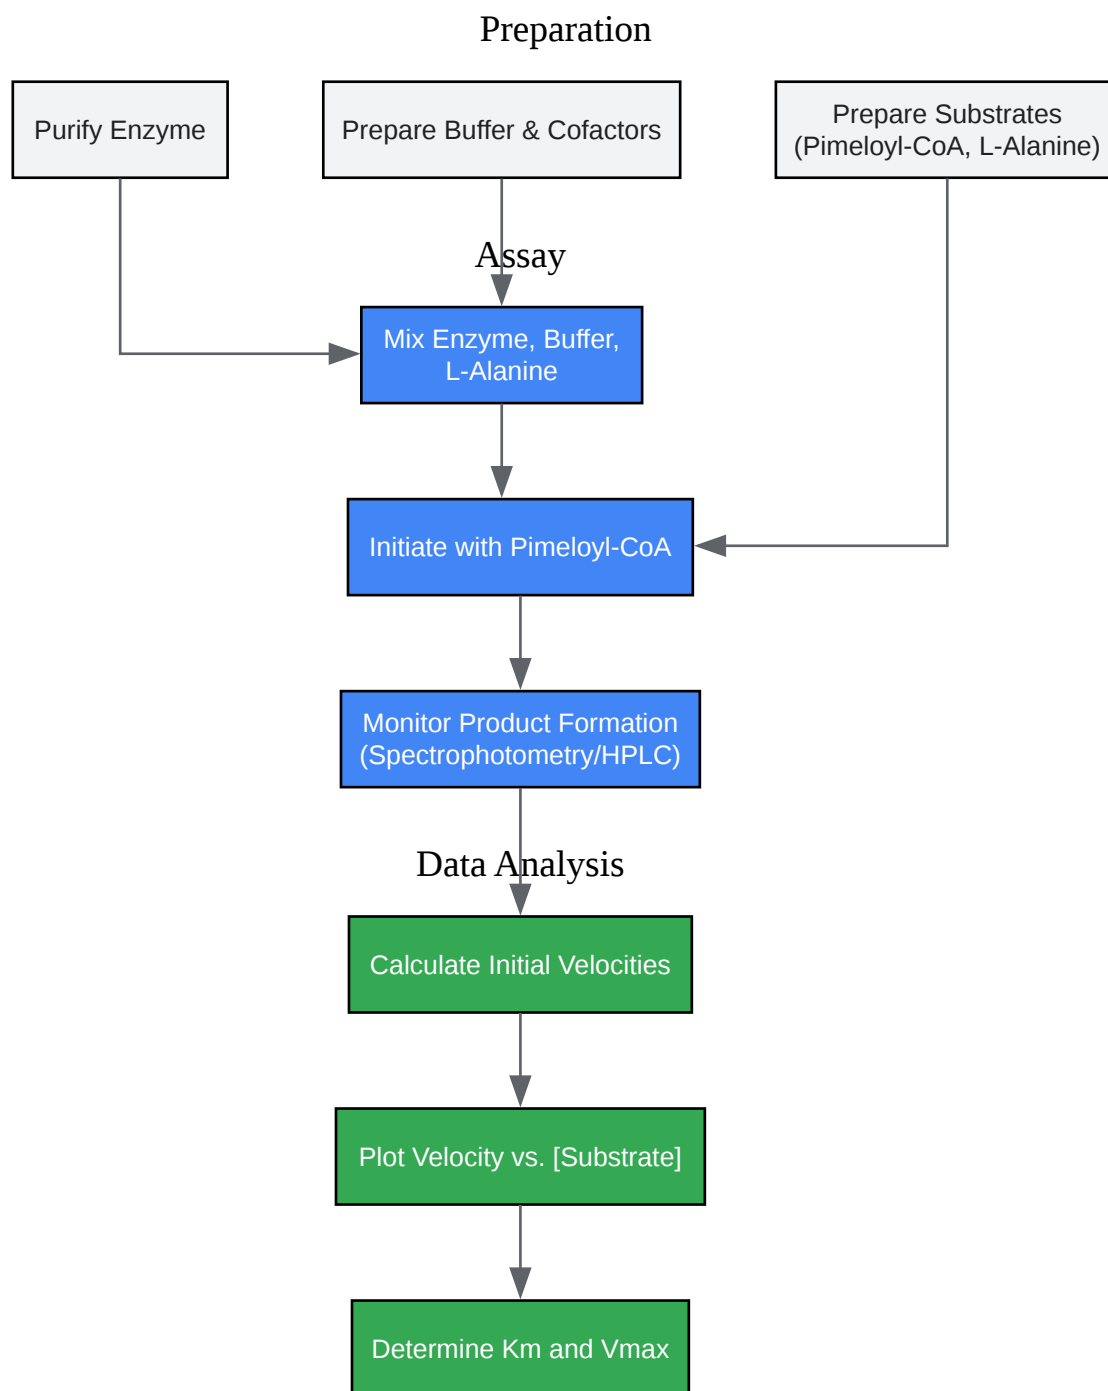 Preparation
Purify Enzyme
Prepare Buffer & Cofactors
Prepare Substrates
(Pimeloyl-CoA, L-Alanine)
Assay
Mix Enzyme, Buffer,
L-Alanine
Initiate with Pimeloyl-CoA
Monitor Product Formation
(Spectrophotometry/HPLC)
Data Analysis
Calculate Initial Velocities
Plot Velocity vs. [Substrate]
Determine Km and Vmax